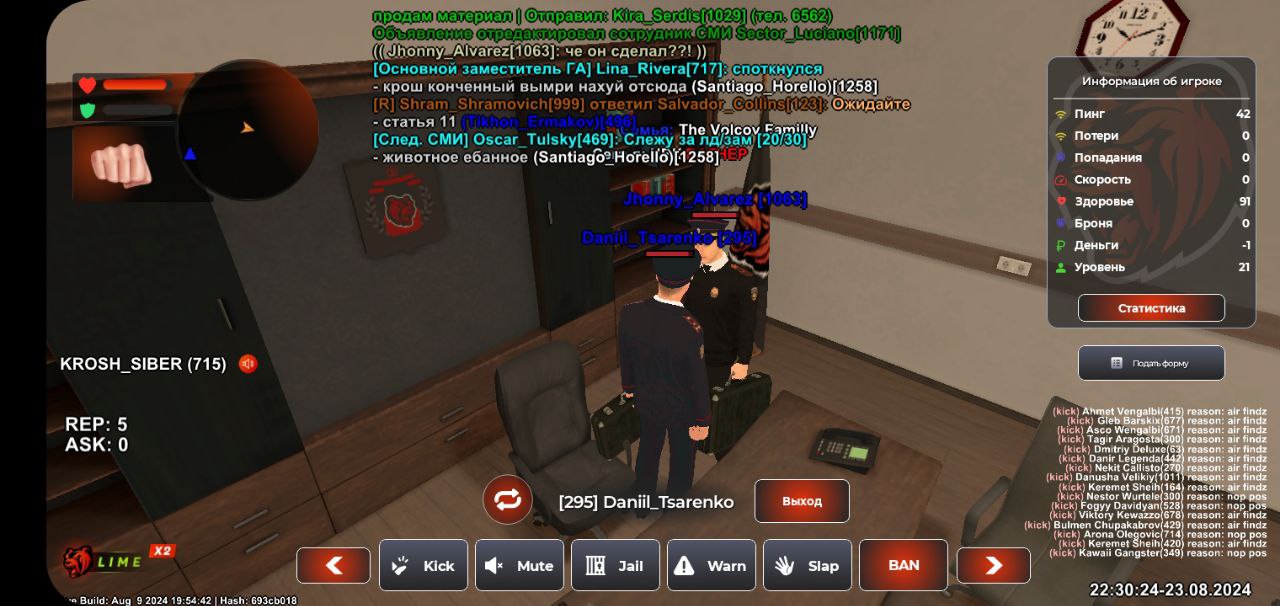 продам материал | Отправил: Kira_Serdis[1029] (тел. 6562)
Объявление отредактировал сотрудник СМИ Sector_Luciano[1171]
(( Jhonny_Alvarez[1063]: че он сделал??! ))
[Основной заместитель ГА] Lina_Rivera[717]: споткнулся
- крош конченный вымри нахуй отсюда (Santiago_Horello)[1258]
[R] Shram_Shramovich[999] ответил Salvador_Collins[123]: Ожидайте
- статья 11 (Tikhon_Ermakov)[496]
Семья: The Volcov Familly
[След. СМИ] Oscar_Tulsky[469]: Слежу за лд/зам [20/30]
- животное ебанное (Santiago_Horello)[1258]
Jhonny_Alvarez [1063]
Daniil_Tsarenko [295]
Информация об игроке
Пинг 42
Потери 0
Попадания 0
Скорость 0
Здоровье 91
Броня 0
Деньги -1
Уровень 21
Статистика
Подать форму
KROSH_SIBER (715)
REP: 5
ASK: 0
(kick) Ahmet Vengalbi(415) reason: air findz
(kick) Gleb Barskix(677) reason: air findz
(kick) Asco Wengalbi(671) reason: air findz
(kick) Tagir Aragosta(300) reason: air findz
(kick) Dmitriy Deluxe(63) reason: air findz
(kick) Danir Legenda(442) reason: air findz
(kick) Nekit Callisto(270) reason: air findz
(kick) Danusha Velikiy(1011) reason: air findz
(kick) Keremet Sheih(164) reason: air findz
(kick) Nestor Wurtele(300) reason: nop pos
(kick) Fogyy Davidyan(528) reason: nop pos
(kick) Viktory Kewazzo(678) reason: air findz
(kick) Bulmen Chupakabrov(429) reason: air findz
(kick) Arona Olegovic(714) reason: nop pos
(kick) Keremet Sheih(420) reason: air findz
(kick) Kawaii Gangster(349) reason: nop pos
[295] Daniil_Tsarenko
Выход
LIME X2
Kick
Mute
Jail
Warn
Slap
BAN
22:30:24-23.08.2024
Build: Aug 9 2024 19:54:42 | Hash: 693cb018